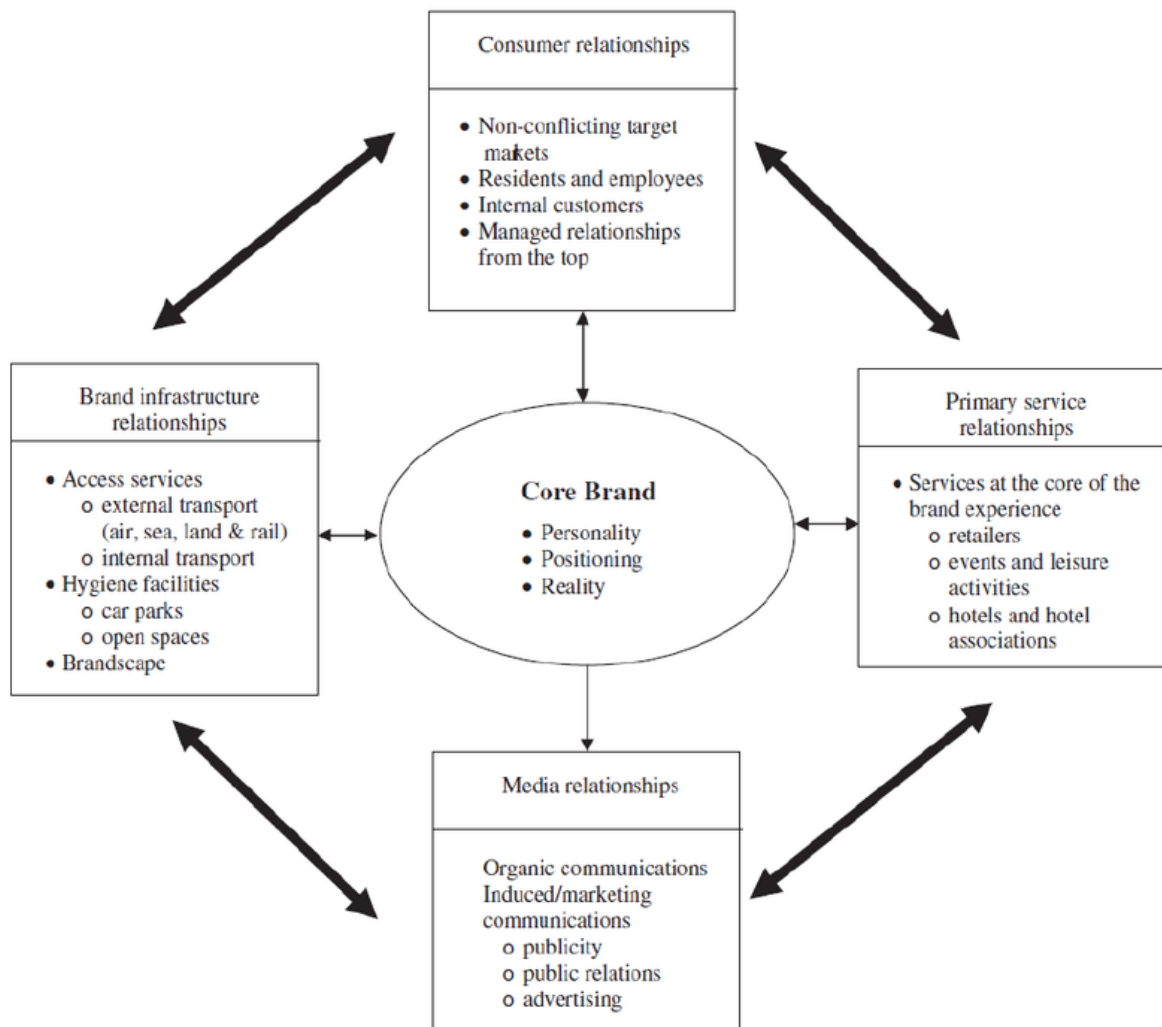 Consumer relationships
• Non-conflicting target
markets
• Residents and employees
• Internal customers
• Managed relationships
from the top
Brand infrastructure
relationships
• Access services
o external transport
(air, sea, land & rail)
o internal transport
• Hygiene facilities
o car parks
o open spaces
• Brandscape
Core Brand
• Personality
• Positioning
• Reality
Primary service
relationships
• Services at the core of the
brand experience
o retailers
o events and leisure
activities
o hotels and hotel
associations
Media relationships
Organic communications
Induced/marketing
communications
o publicity
o public relations
o advertising